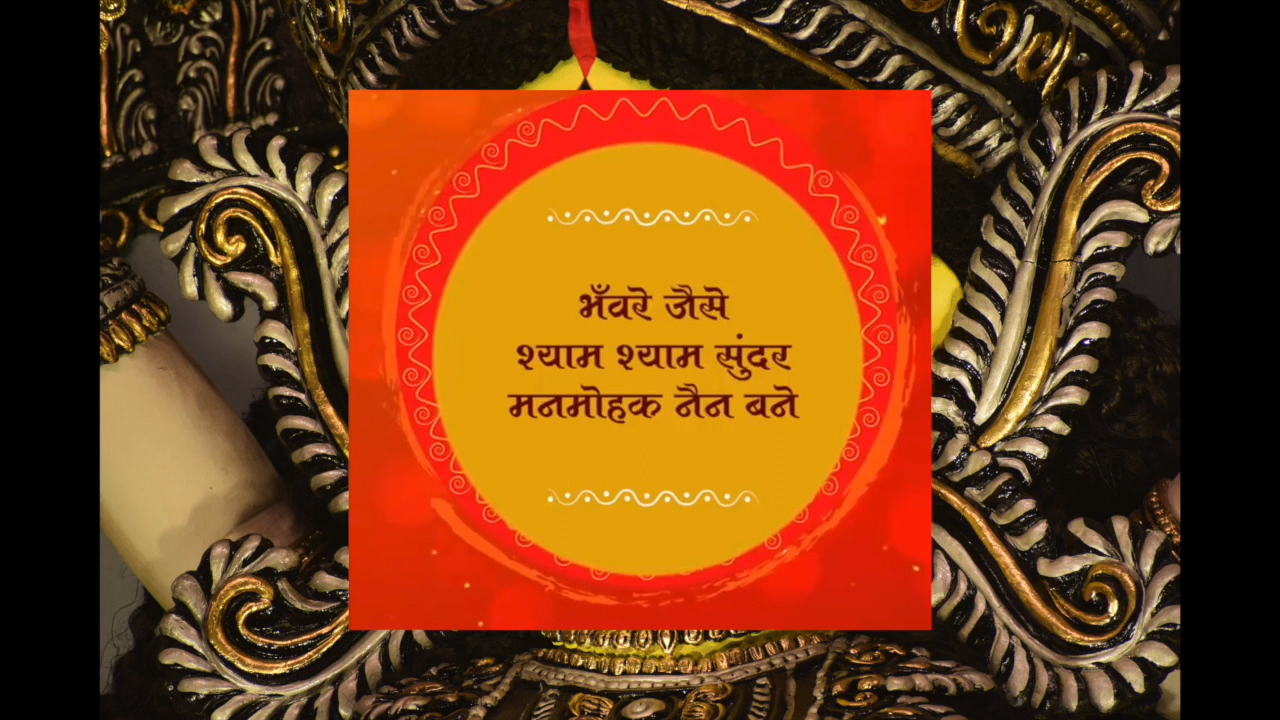 भँवरे जैसे
श्याम श्याम सुंदर
मनमोहक नैन बने